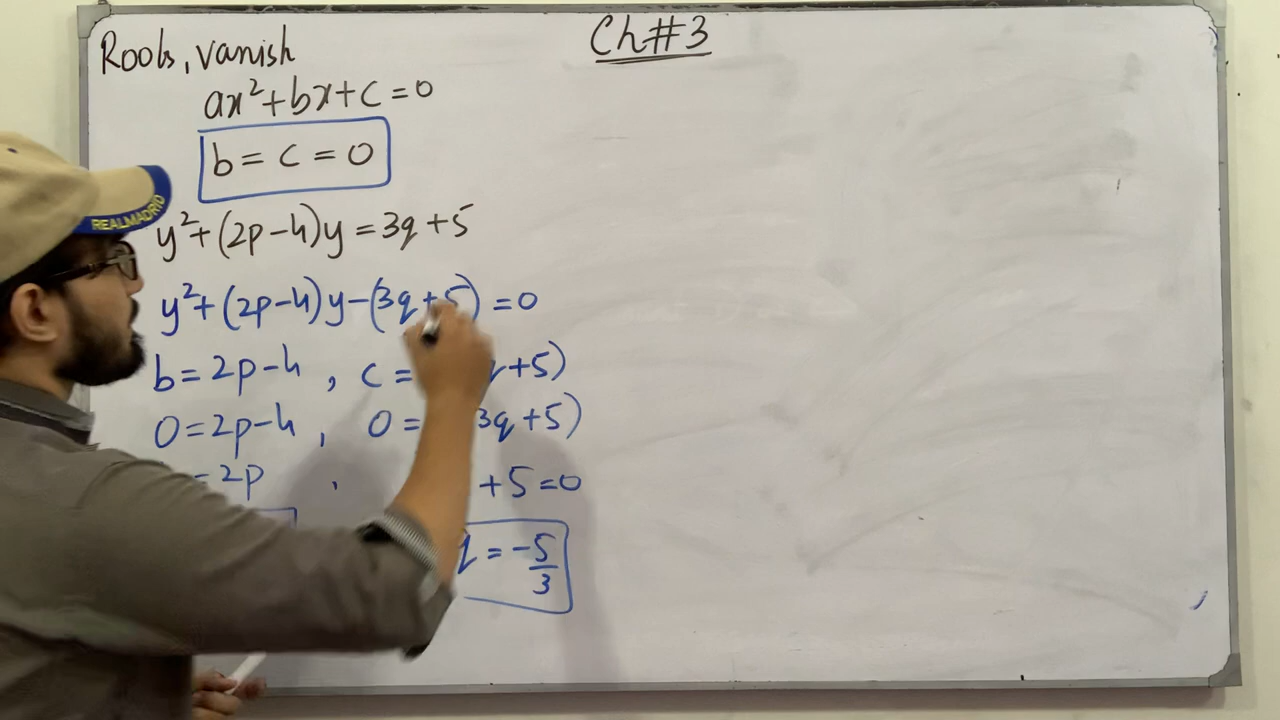 Ch#3
Roots, vanish
ax²+bx+c=0
b=c=0
REALMADRID
y²+(2p-4)y=3q+5
y²+(2p-4)y-(3q+5)=0
b=2p-4, c= +5)
0=2p-4, 0= 3q+5)
=2p, +5=0
q=-5/3